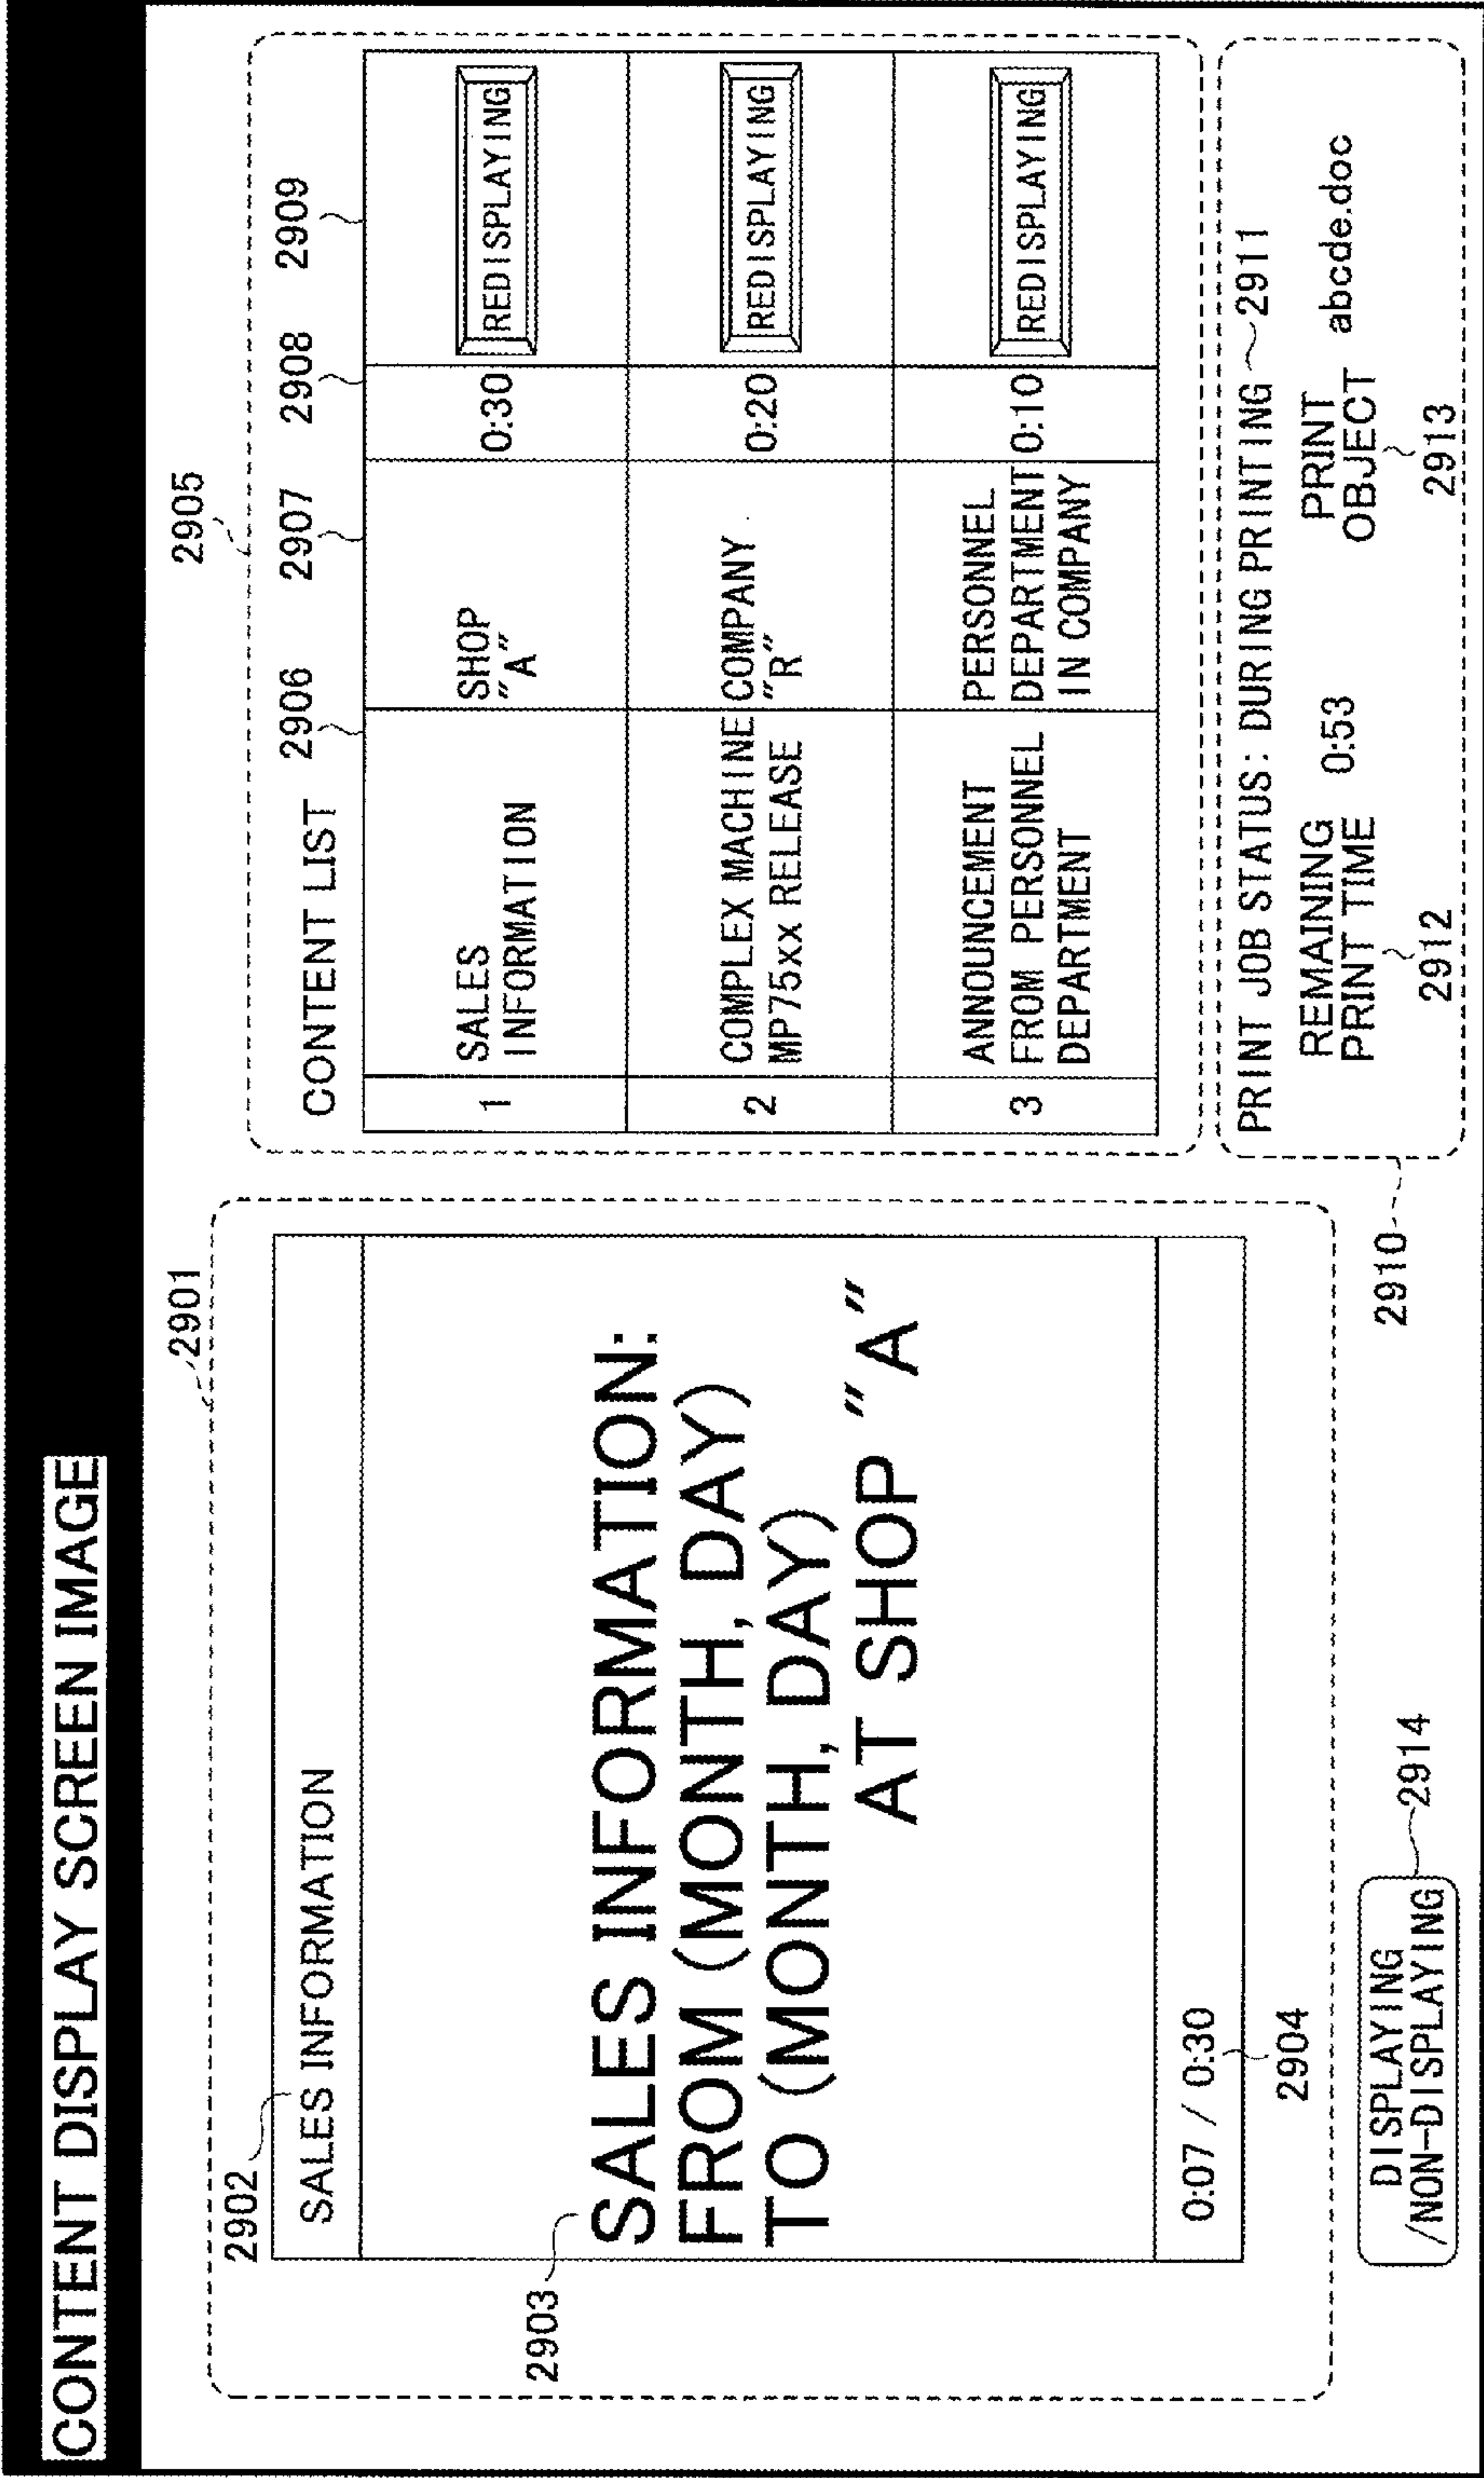 CONTENT DISPLAY SCREEN IMAGE
2901
2902
SALES INFORMATION
2903
SALES INFORMATION:
FROM (MONTH, DAY)
TO (MONTH, DAY)
AT SHOP "A"
0:07 / 0:30
2904
DISPLAYING
/NON-DISPLAYING
2914
2905
CONTENT LIST
2906
2907
2908
2909
1
SALES
INFORMATION
SHOP
"A"
0:30
REDISPLAYING
2
COMPLEX MACHINE
MP75xx RELEASE
COMPANY
"R"
0:20
REDISPLAYING
3
ANNOUNCEMENT
FROM PERSONNEL
DEPARTMENT
PERSONNEL
DEPARTMENT
IN COMPANY
0:10
REDISPLAYING
2910
PRINT JOB STATUS: DURING PRINTING
2911
REMAINING
PRINT TIME
0:53
2912
PRINT
OBJECT
abcde.doc
2913